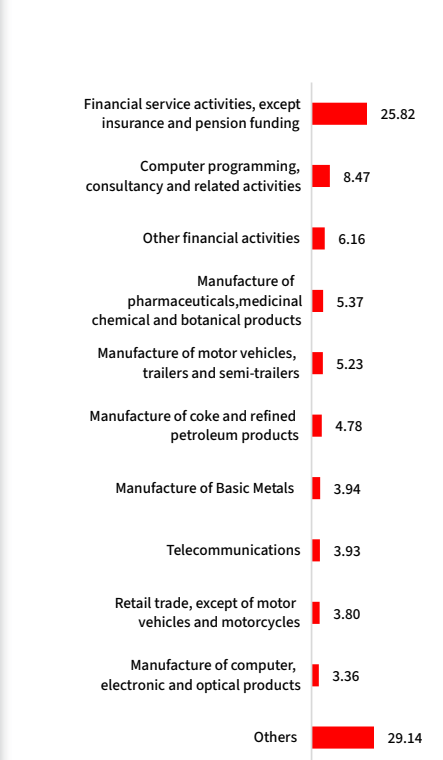 Financial service activities, except
insurance and pension funding
25.82
Computer programming,
consultancy and related activities
8.47
Other financial activities
6.16
Manufacture of
pharmaceuticals,medicinal
chemical and botanical products
5.37
Manufacture of motor vehicles,
trailers and semi-trailers
5.23
Manufacture of coke and refined
petroleum products
4.78
Manufacture of Basic Metals
3.94
Telecommunications
3.93
Retail trade, except of motor
vehicles and motorcycles
3.80
Manufacture of computer,
electronic and optical products
3.36
Others
29.14